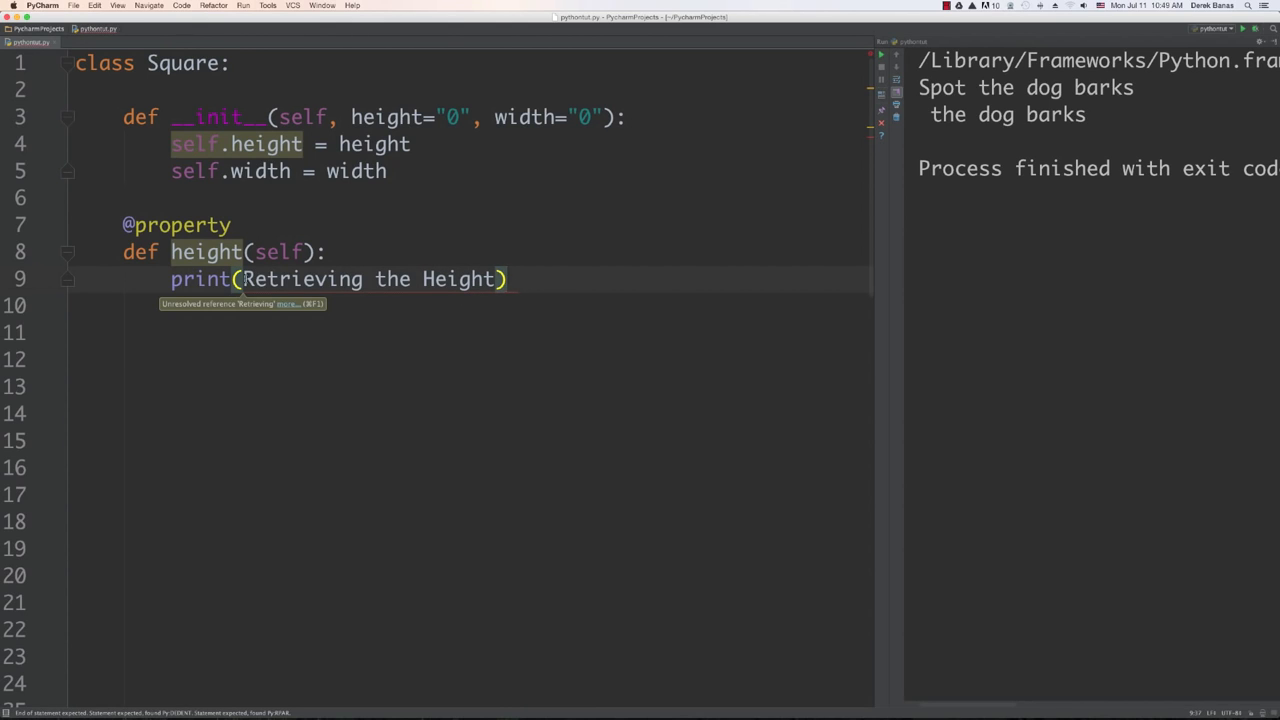 PyCharm File Edit View Navigate Code Refactor Run Tools VCS Window Help 10 Mon Jul 11 10:49 AM Derek Banas
pythontut.py - PycharmProjects - [~/PycharmProjects]
PycharmProjects pythontut.py pythontut
pythontut.py Run pythontut
1 class Square:
2
3 def __init__(self, height="0", width="0"):
4 self.height = height
5 self.width = width
6
7 @property
8 def height(self):
9 print(Retrieving the Height)
Unresolved reference 'Retrieving' more... (⌘F1)
10
11
12
13
14
15
16
17
18
19
20
21
22
23
24
/Library/Frameworks/Python.fra
Spot the dog barks
the dog barks
Process finished with exit cod
End of statement expected. Statement expected, found Py:DEDENT. Statement expected, found Py:RPAR. 9:37 LF‡ UTF-8‡